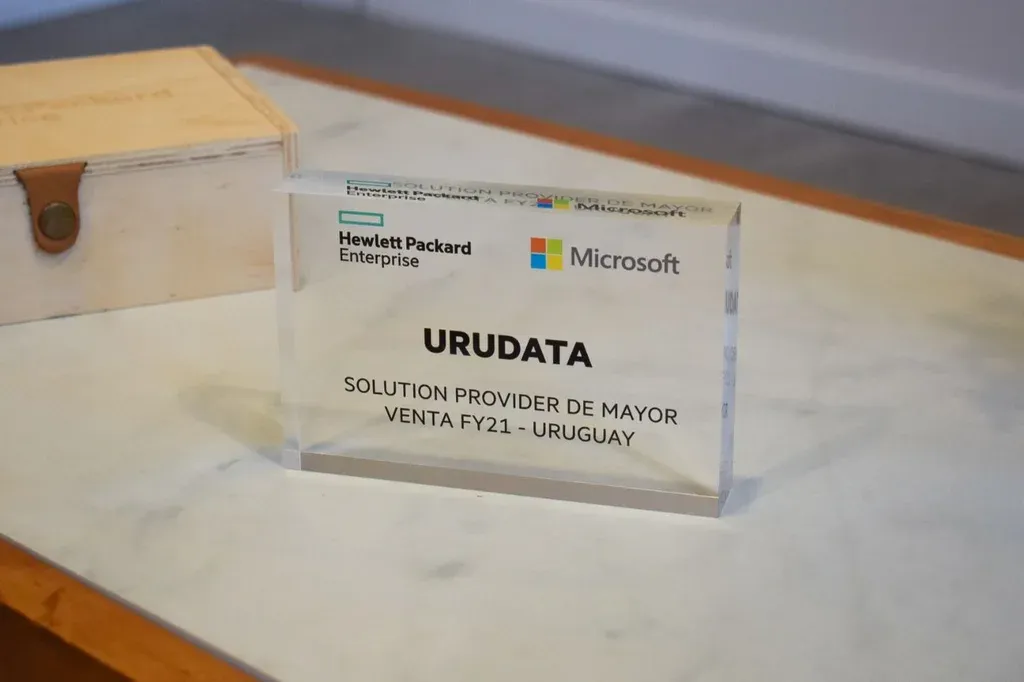 Hewlett Packard
Enterprise
Microsoft
URUDATA
SOLUTION PROVIDER DE MAYOR
VENTA FY21 - URUGUAY